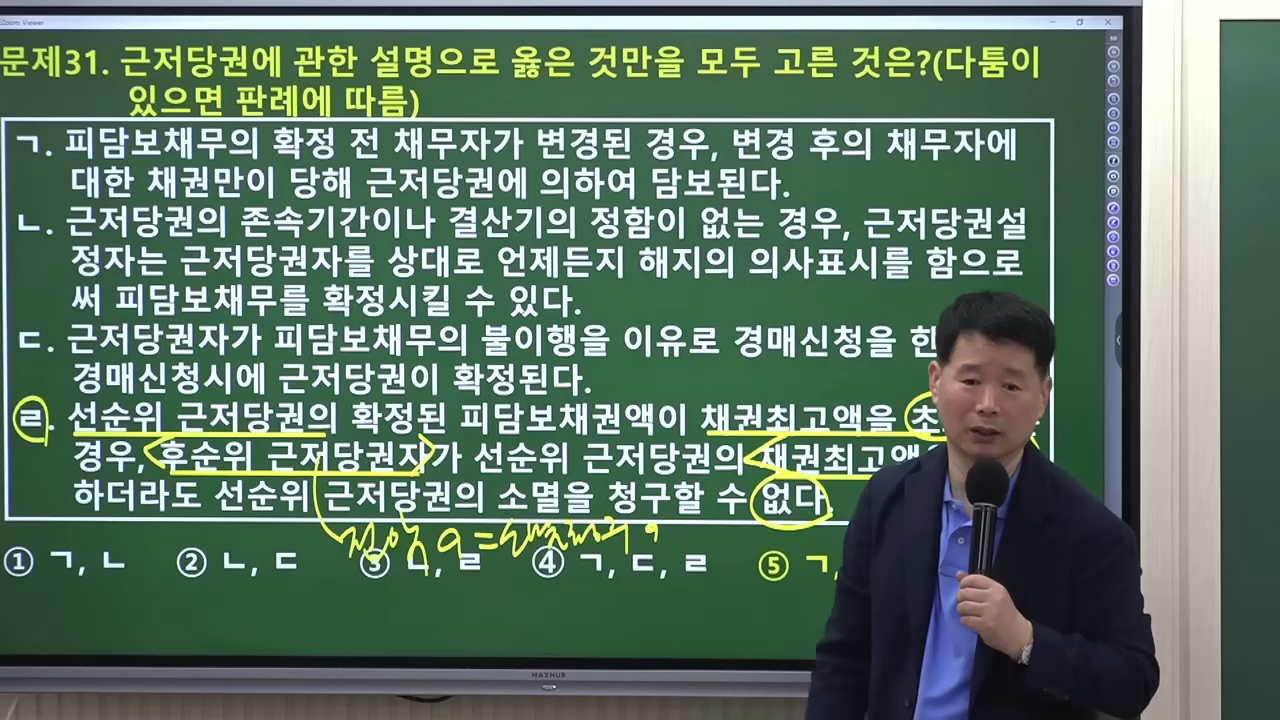 Zoom Viewer
문제31. 근저당권에 관한 설명으로 옳은 것만을 모두 고른 것은?(다툼이
있으면 판례에 따름)
ㄱ. 피담보채무의 확정 전 채무자가 변경된 경우, 변경 후의 채무자에
대한 채권만이 당해 근저당권에 의하여 담보된다.
ㄴ. 근저당권의 존속기간이나 결산기의 정함이 없는 경우, 근저당권설
정자는 근저당권자를 상대로 언제든지 해지의 의사표시를 함으로
써 피담보채무를 확정시킬 수 있다.
ㄷ. 근저당권자가 피담보채무의 불이행을 이유로 경매신청을 한
경매신청시에 근저당권이 확정된다.
ㄹ. 선순위 근저당권의 확정된 피담보채권액이 채권최고액을 초
경우, 후순위 근저당권자가 선순위 근저당권의 채권최고액
하더라도 선순위 근저당권의 소멸을 청구할 수 없다
① ㄱ, ㄴ ② ㄴ, ㄷ ③ ㄴ, ㄹ ④ ㄱ, ㄷ, ㄹ ⑤ ㄱ,
MAXHUB